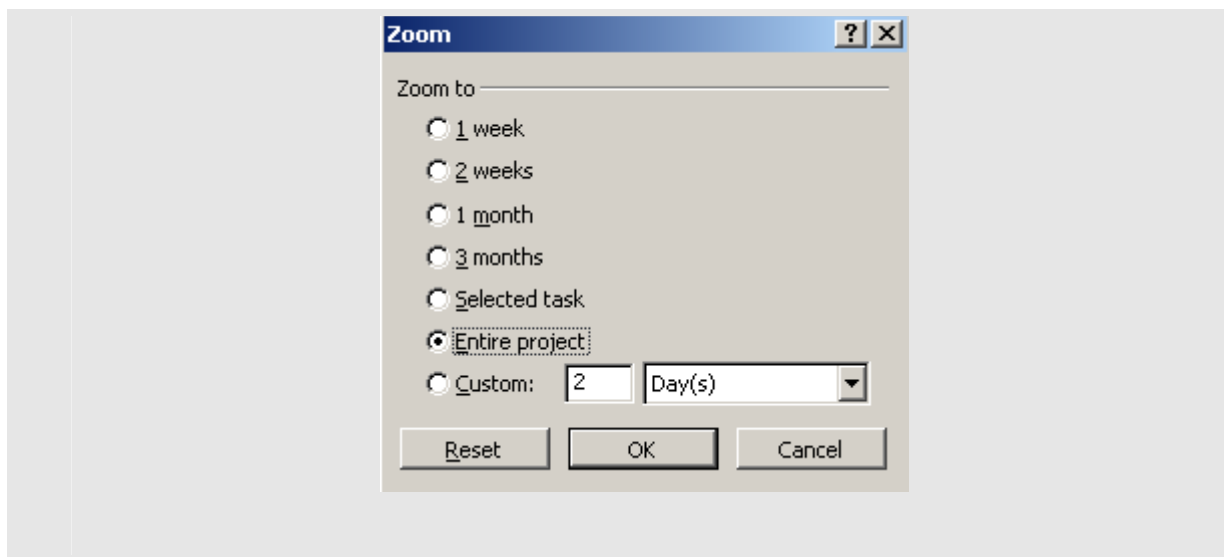 Zoom
Zoom to
1 week
2 weeks
1 month
3 months
Selected task
Entire project
Custom: 2 Day(s)
Reset OK Cancel